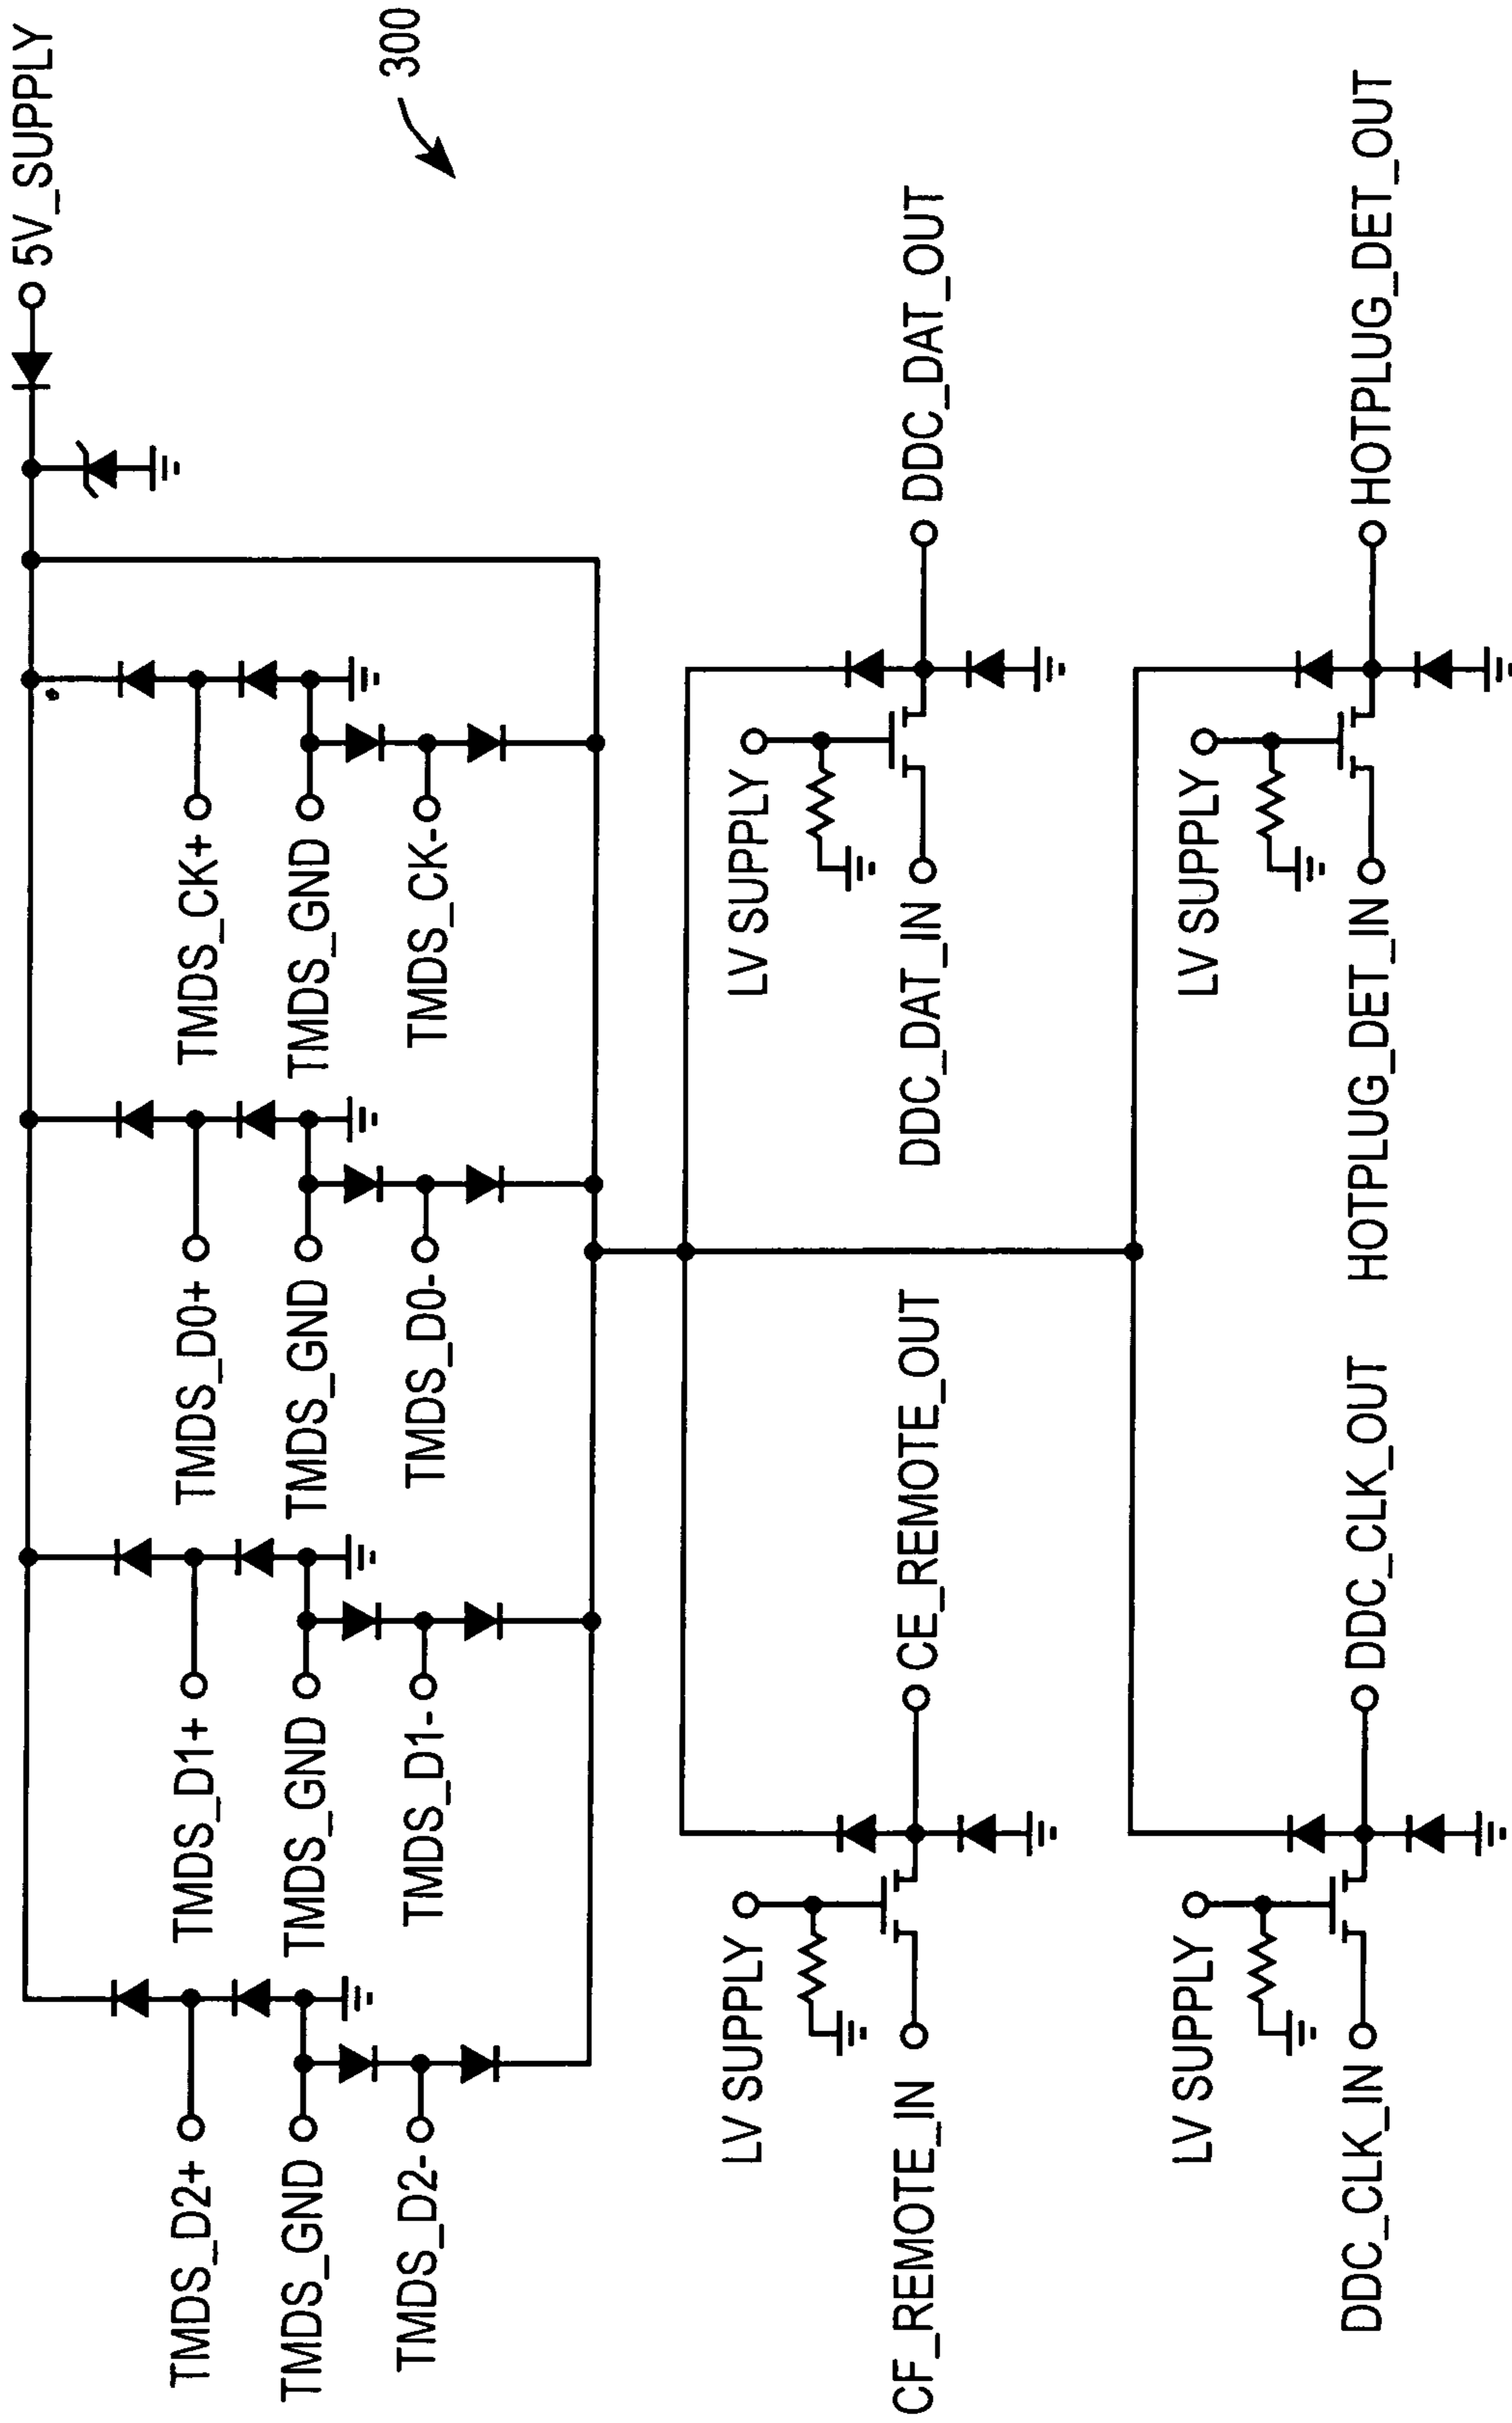 5V_SUPPLY
300
TMDS_D2+
TMDS_GND
TMDS_D2-
TMDS_D1+
TMDS_GND
TMDS_D1-
TMDS_D0+
TMDS_GND
TMDS_D0-
TMDS_CK+
TMDS_GND
TMDS_CK-
LV SUPPLY
CF_REMOTE_IN
CE_REMOTE_OUT
LV SUPPLY
DDC_DAT_IN
DDC_DAT_OUT
LV SUPPLY
DDC_CLK_IN
DDC_CLK_OUT
LV SUPPLY
HOTPLUG_DET_IN
HOTPLUG_DET_OUT